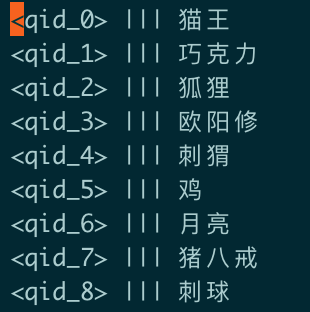 <qid_0> ||| 猫王
<qid_1> ||| 巧克力
<qid_2> ||| 狐狸
<qid_3> ||| 欧阳修
<qid_4> ||| 刺猬
<qid_5> ||| 鸡
<qid_6> ||| 月亮
<qid_7> ||| 猪八戒
<qid_8> ||| 刺球